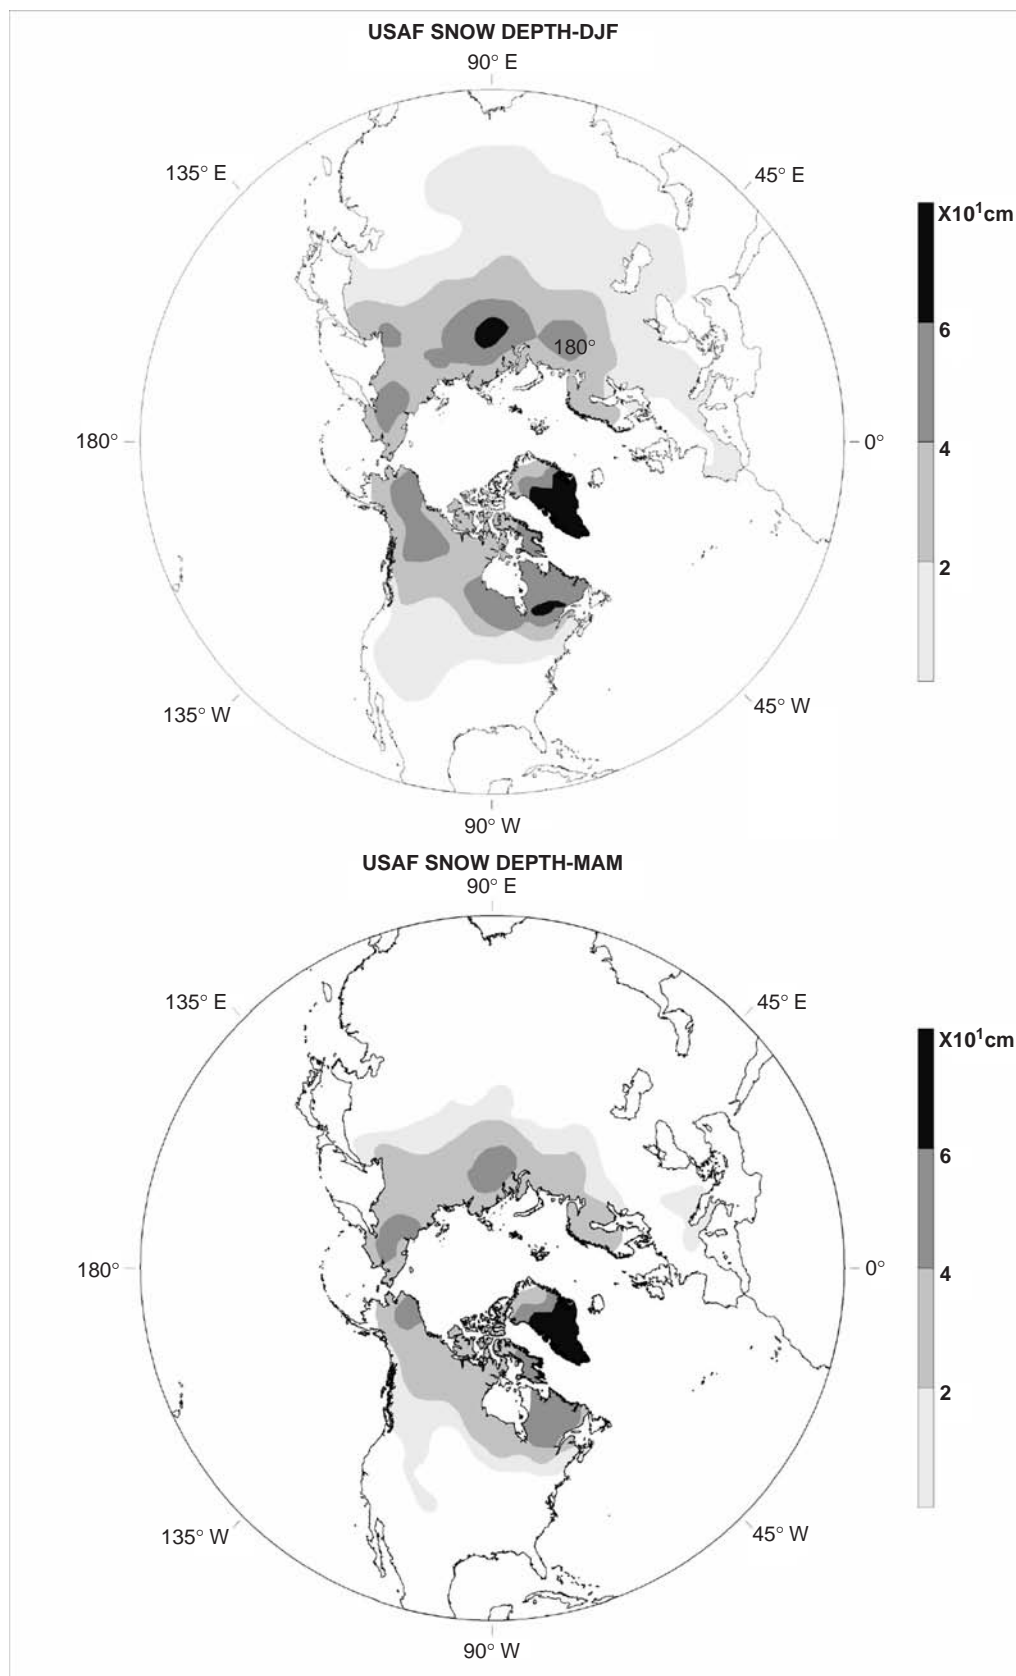 USAF SNOW DEPTH-DJF
90° E
135° E
45° E
X10¹cm
6
180°
180°
0°
4
2
135° W
45° W
90° W
USAF SNOW DEPTH-MAM
90° E
135° E
45° E
X10¹cm
6
180°
0°
4
2
135° W
45° W
90° W